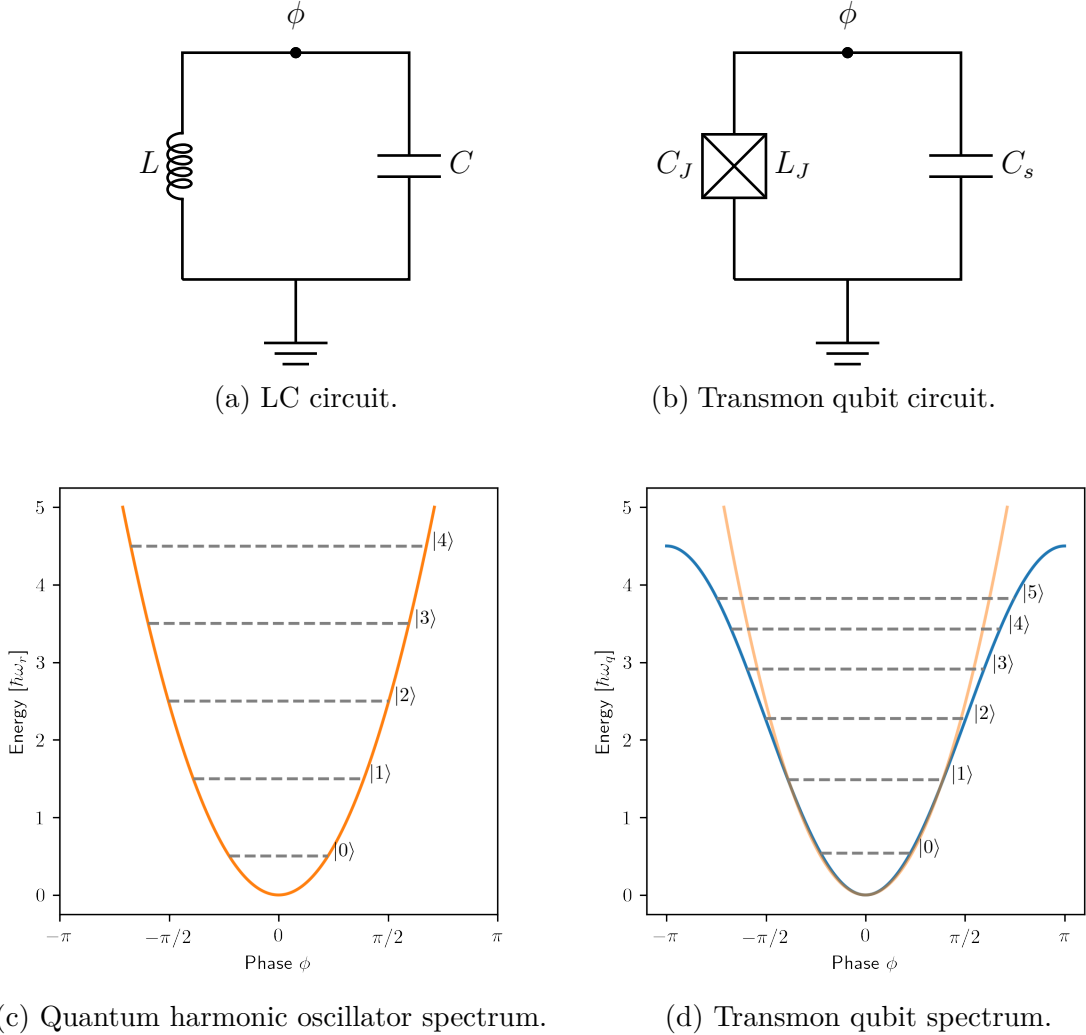 ϕ
L
C
(a) LC circuit.
ϕ
C_J
L_J
C_s
(b) Transmon qubit circuit.
5
4
3
2
1
0
Energy [ħω_r]
|4⟩
|3⟩
|2⟩
|1⟩
|0⟩
−π
−π/2
0
π/2
π
Phase ϕ
(c) Quantum harmonic oscillator spectrum.
5
4
3
2
1
0
Energy [ħω_q]
|5⟩
|4⟩
|3⟩
|2⟩
|1⟩
|0⟩
−π
−π/2
0
π/2
π
Phase ϕ
(d) Transmon qubit spectrum.